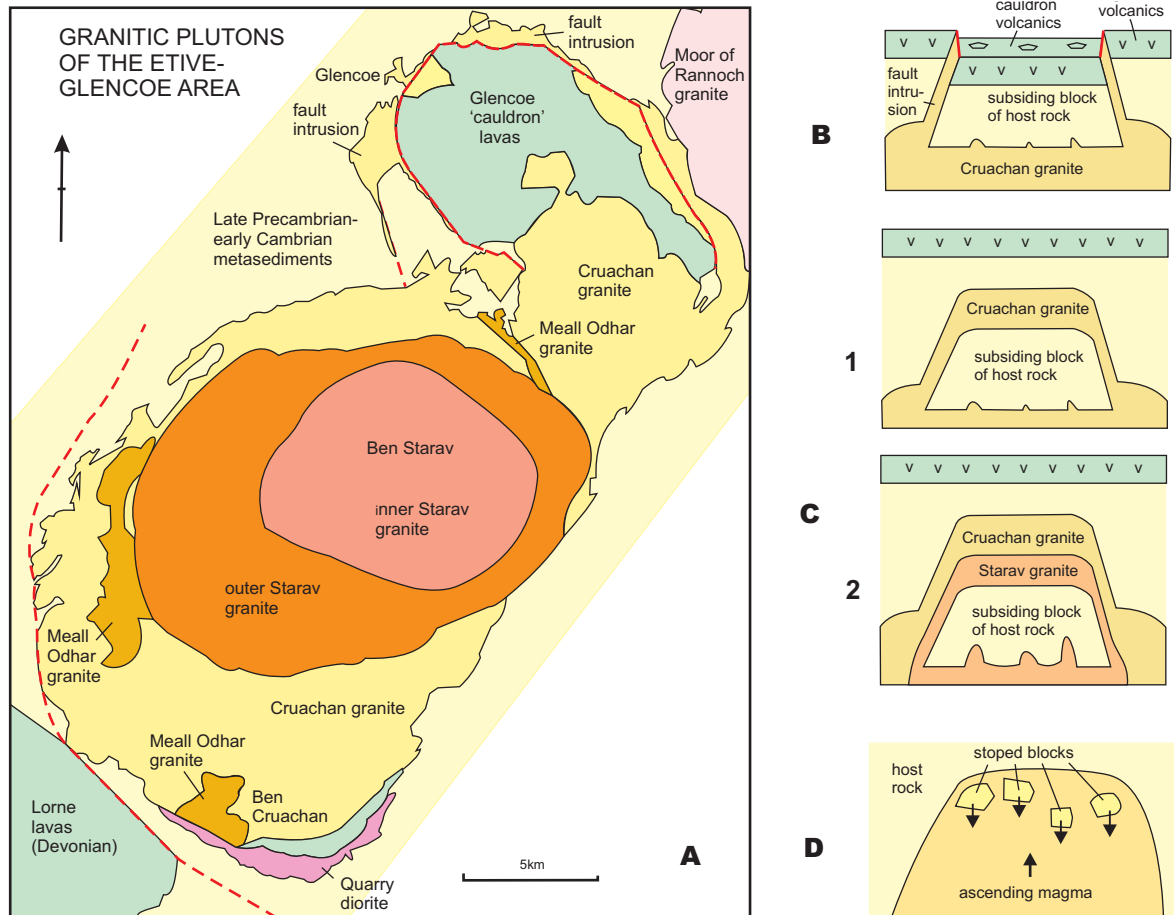 GRANITIC PLUTONS
OF THE ETIVE-
GLENCOE AREA
fault
intrusion
Glencoe
Moor of
Rannoch
granite
fault
intrusion
Glencoe
'cauldron'
lavas
Late Precambrian-
early Cambrian
metasediments
Cruachan
granite
Meall Odhar
granite
Ben Starav
inner Starav
granite
outer Starav
granite
Meall
Odhar
granite
Cruachan granite
Meall Odhar
granite
Ben
Cruachan
Lorne
lavas
(Devonian)
Quarry
diorite
5km
A
cauldron
volcanics
volcanics
v v v v
v v v v
fault
intru-
sion
subsiding block
of host rock
Cruachan granite
B
v v v v v v v v
Cruachan granite
subsiding block
of host rock
1
C
v v v v v v v v
Cruachan granite
Starav granite
subsiding block
of host rock
2
host
rock
stoped blocks
ascending magma
D